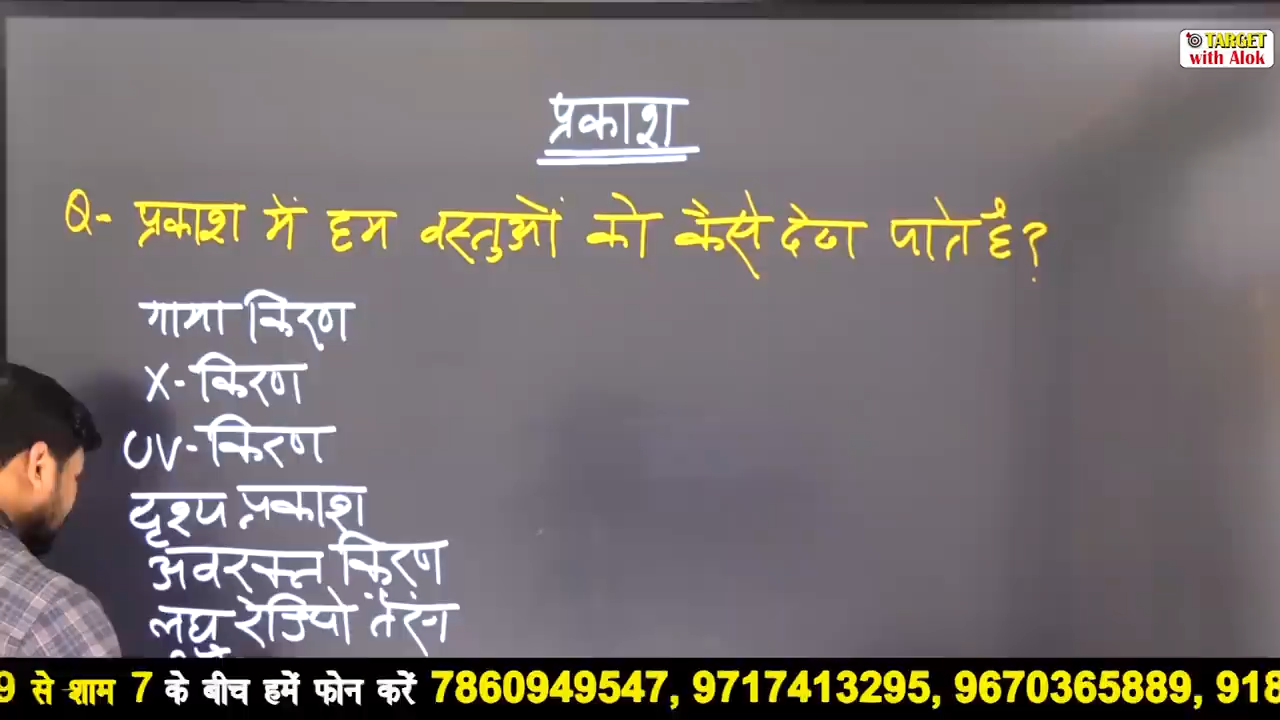 TARGET
with Alok
प्रकाश
Q- प्रकाश में हम वस्तुओं को कैसे देख पाते है?
गामा किरण
X-किरण
UV-किरण
दृश्य प्रकाश
अवरक्त किरण
लघु रेडियो तरंग
9 से शाम 7 के बीच हमें फोन करें 7860949547, 9717413295, 9670365889, 918